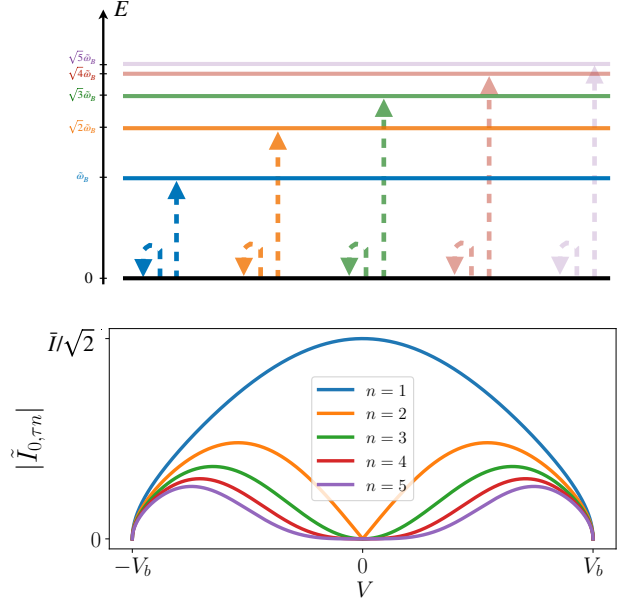 E
√5ω̃_B
√4ω̃_B
√3ω̃_B
√2ω̃_B
ω̃_B
0
Ī/√2
|Ĩ_{0,τn}|
n = 1
n = 2
n = 3
n = 4
n = 5
0
−V_b
0
V_b
V